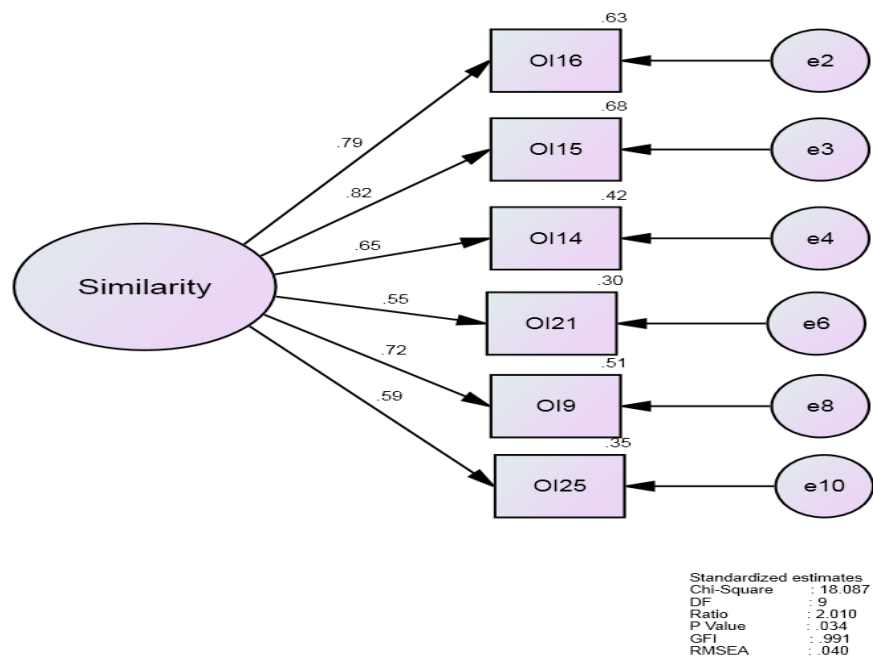 .63
OI16
e2
.79
.68
OI15
e3
.82
.42
OI14
e4
.65
Similarity
.30
OI21
e6
.55
.51
OI9
e8
.72
.35
OI25
e10
.59
Standardized estimates
Chi-Square : 18.087
DF : 9
Ratio : 2.010
P Value : .034
GFI : .991
RMSEA : .040